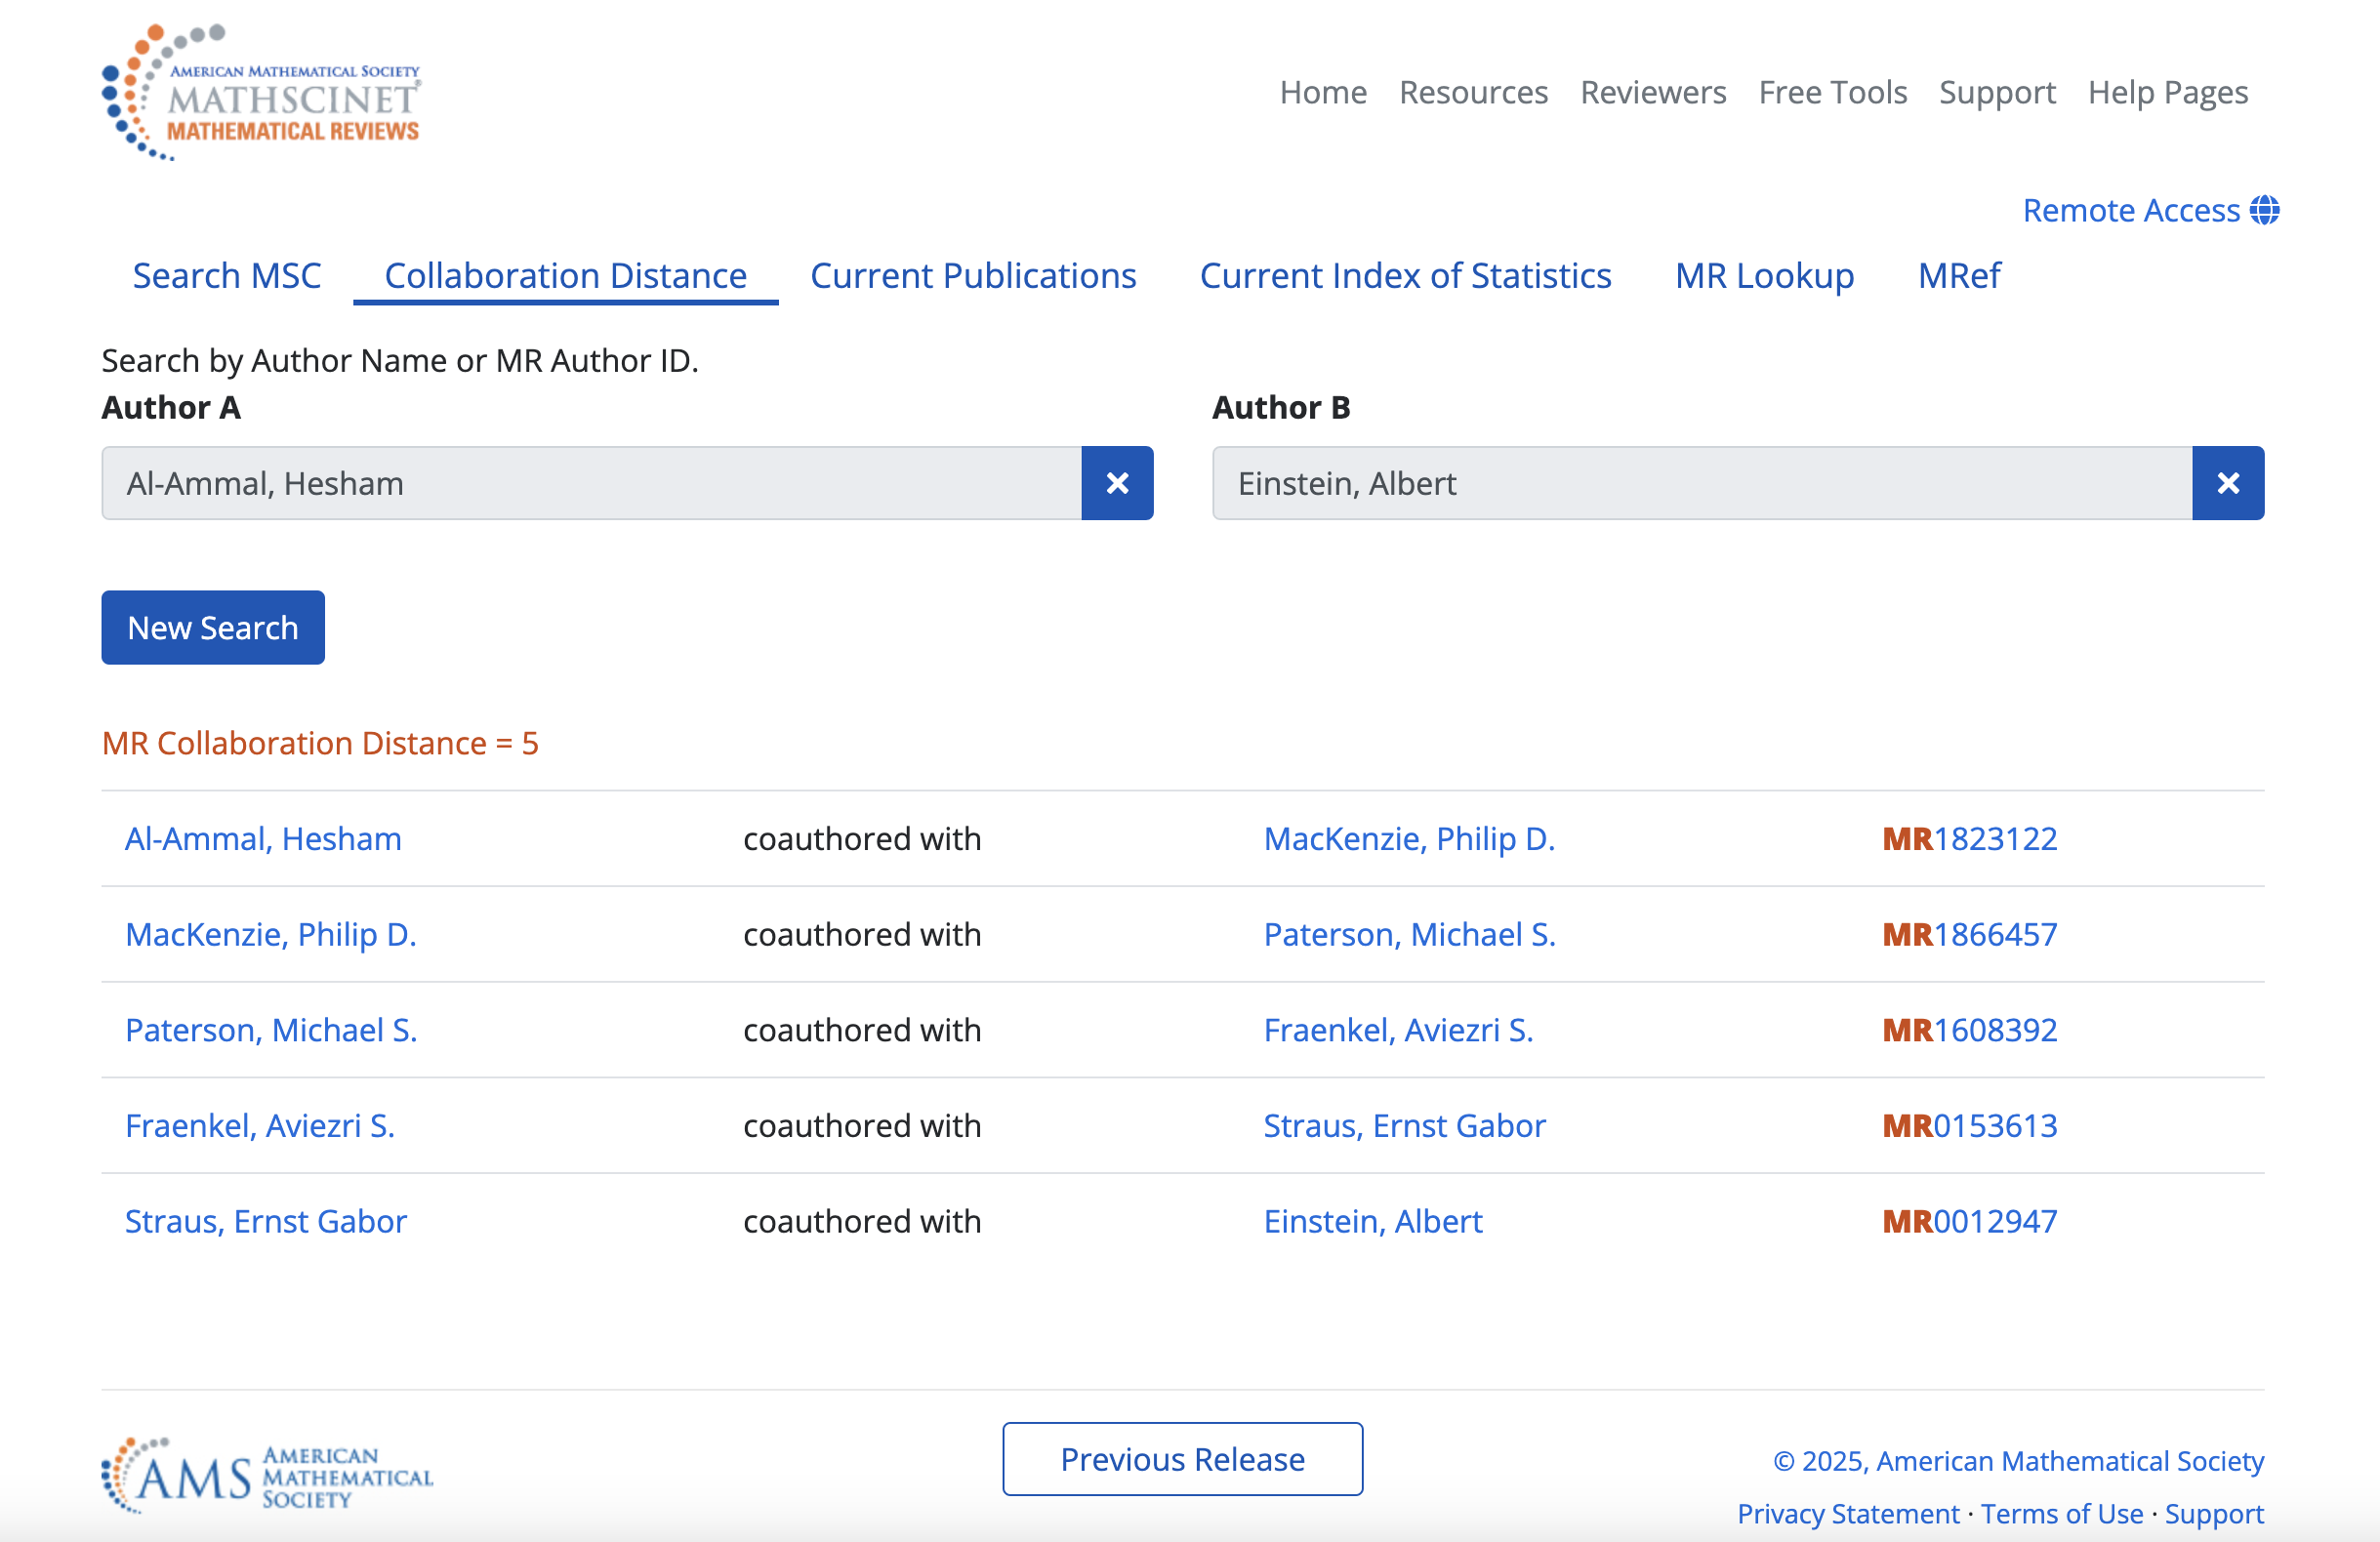 AMERICAN MATHEMATICAL SOCIETY
MATHSCINET®
MATHEMATICAL REVIEWS
Home Resources Reviewers Free Tools Support Help Pages
Remote Access
Search MSC Collaboration Distance Current Publications Current Index of Statistics MR Lookup MRef
Search by Author Name or MR Author ID.
Author A Author B
Al-Ammal, Hesham Einstein, Albert
New Search
MR Collaboration Distance = 5
Al-Ammal, Hesham coauthored with MacKenzie, Philip D. MR1823122
MacKenzie, Philip D. coauthored with Paterson, Michael S. MR1866457
Paterson, Michael S. coauthored with Fraenkel, Aviezri S. MR1608392
Fraenkel, Aviezri S. coauthored with Straus, Ernst Gabor MR0153613
Straus, Ernst Gabor coauthored with Einstein, Albert MR0012947
AMS AMERICAN
MATHEMATICAL
SOCIETY
Previous Release
© 2025, American Mathematical Society
Privacy Statement · Terms of Use · Support